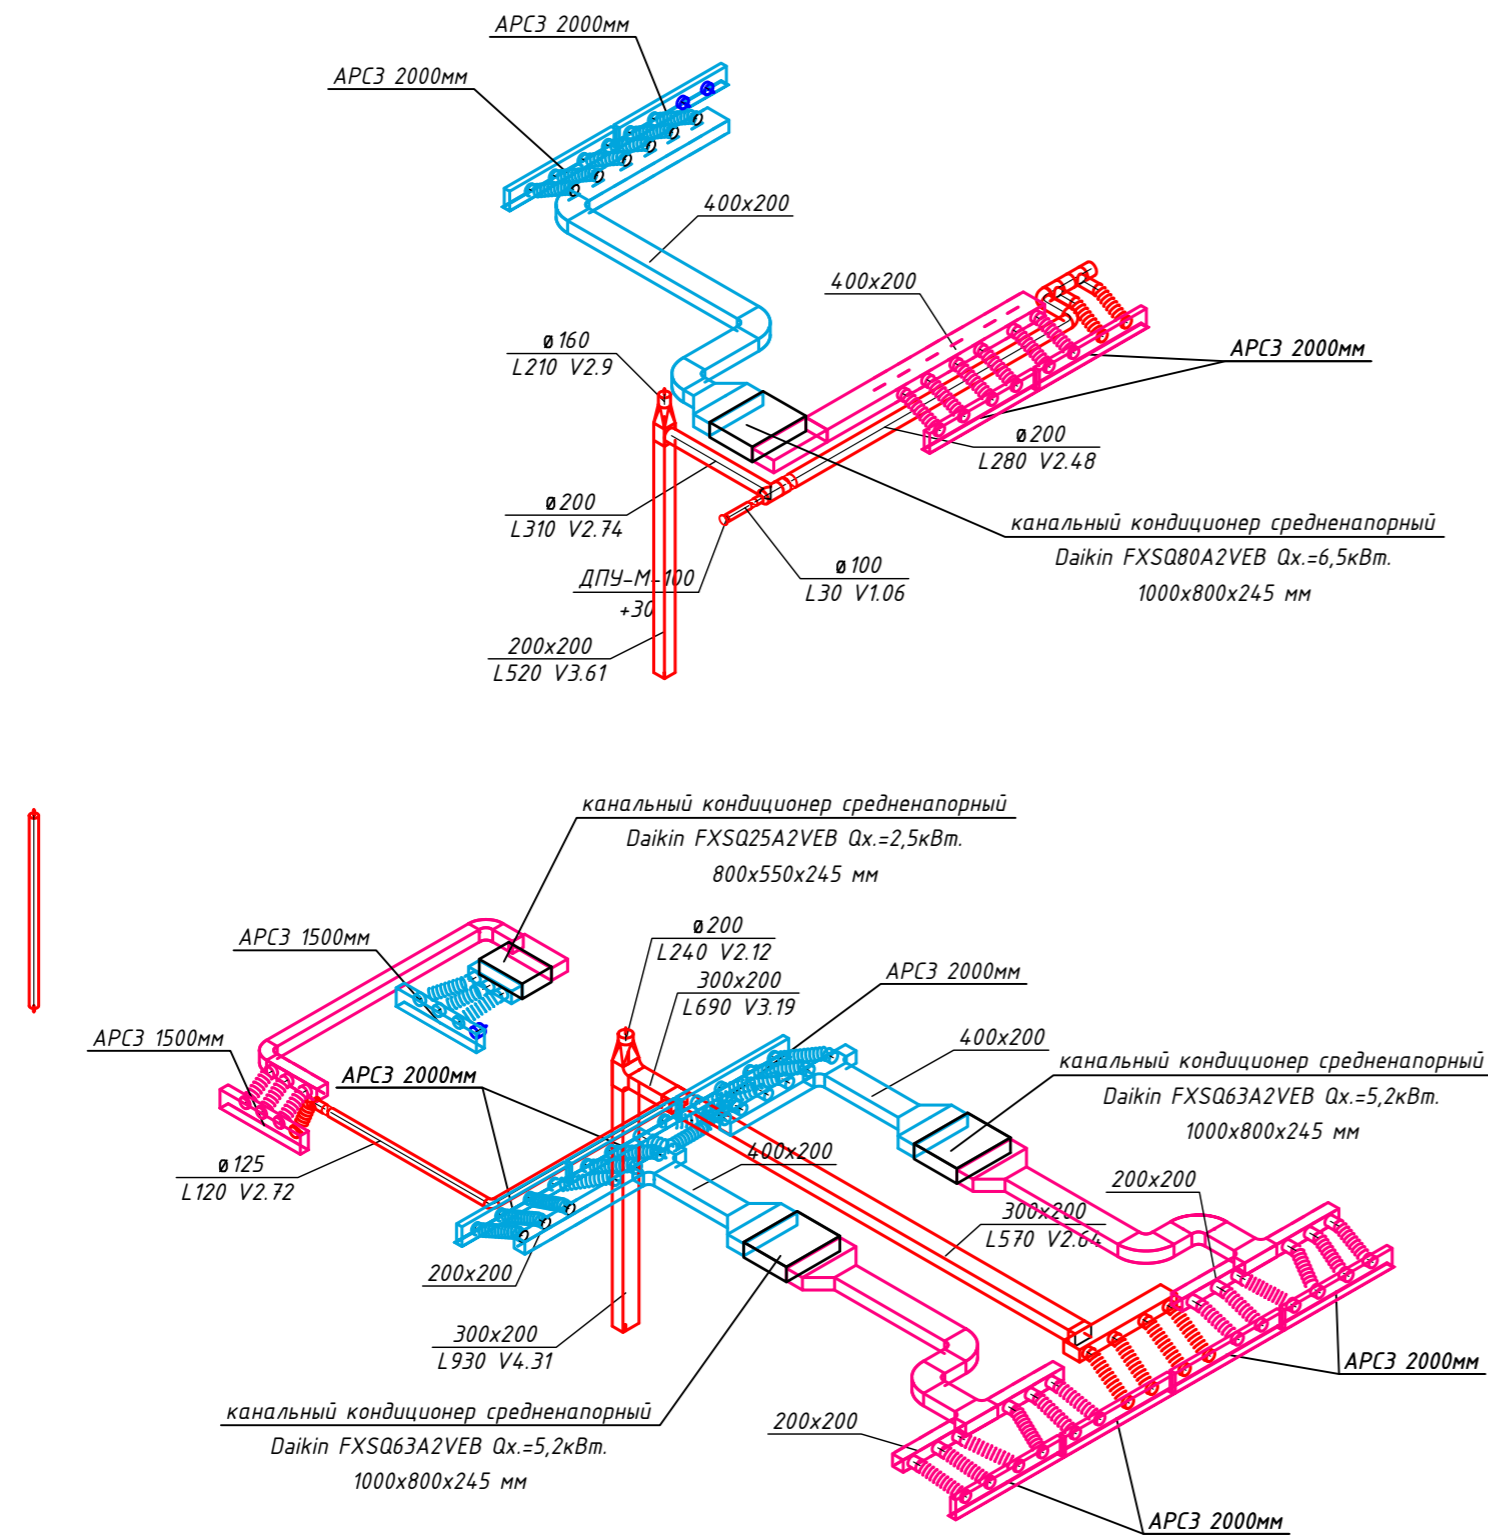 АРСЗ 2000мм
АРСЗ 2000мм
400x200
400x200
ø160
L210 V2.9
АРСЗ 2000мм
ø200
L280 V2.48
ø200
L310 V2.74
канальный кондиционер средненапорный
Daikin FXSQ80A2VEB Qх.=6,5кВт.
1000x800x245 мм
ДПУ-М-100
+30
ø100
L30 V1.06
200x200
L520 V3.61
канальный кондиционер средненапорный
Daikin FXSQ25A2VEB Qх.=2,5кВт.
800x550x245 мм
АРСЗ 1500мм
ø200
L240 V2.12
300x200
L690 V3.19
АРСЗ 2000мм
АРСЗ 1500мм
АРСЗ 2000мм
400x200
канальный кондиционер средненапорный
Daikin FXSQ63A2VEB Qх.=5,2кВт.
1000x800x245 мм
400x200
ø125
L120 V2.72
200x200
300x200
L570 V2.64
200x200
300x200
L930 V4.31
АРСЗ 2000мм
канальный кондиционер средненапорный
Daikin FXSQ63A2VEB Qх.=5,2кВт.
1000x800x245 мм
200x200
АРСЗ 2000мм